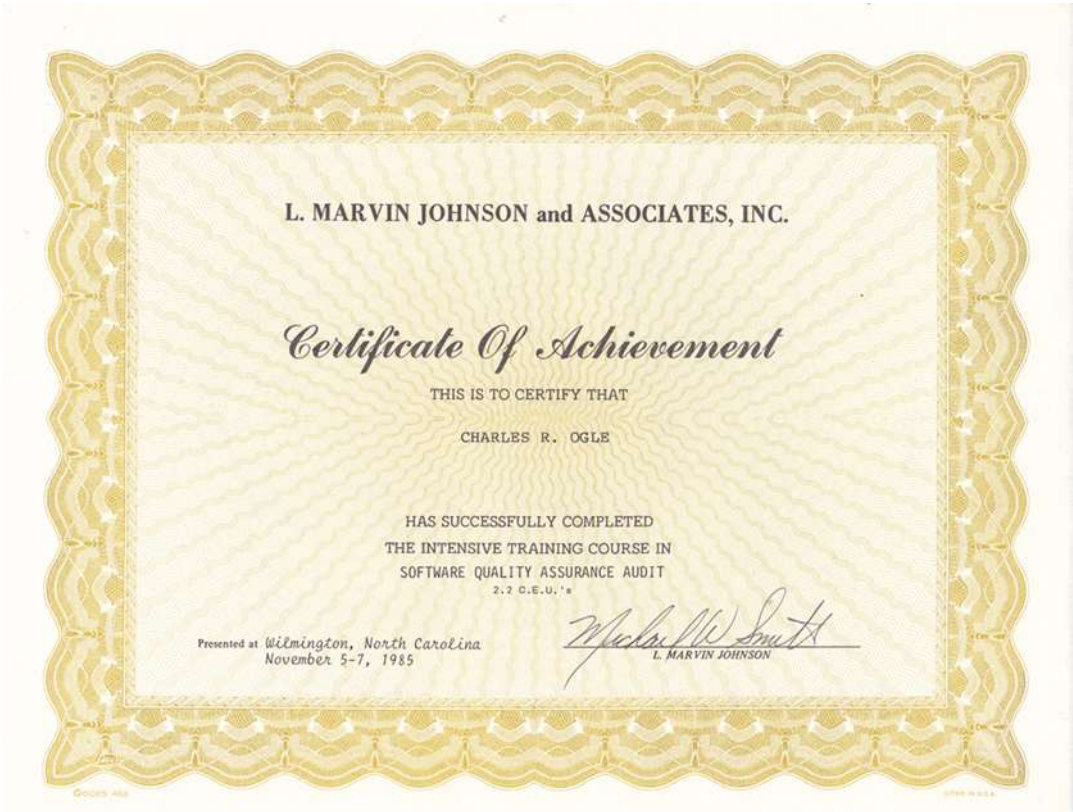 L. MARVIN JOHNSON and ASSOCIATES, INC.
Certificate Of Achievement
THIS IS TO CERTIFY THAT
CHARLES R. OGLE
HAS SUCCESSFULLY COMPLETED
THE INTENSIVE TRAINING COURSE IN
SOFTWARE QUALITY ASSURANCE AUDIT
2.2 C.E.U.'s
Presented at Wilmington, North Carolina
November 5-7, 1985
Michael W Smith
L. MARVIN JOHNSON